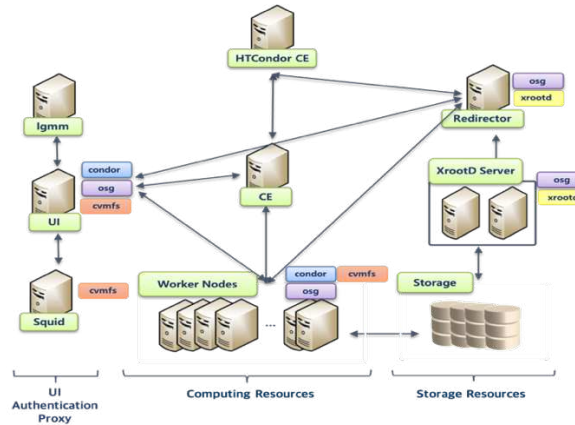 HTCondor CE
osg
xrootd
Redirector
Igmm
condor
osg
cvmfs
UI
CE
XrootD Server
osg
xrootd
cvmfs
Squid
Worker Nodes
condor
cvmfs
osg
...
Storage
UI
Authentication
Proxy
Computing Resources
Storage Resources